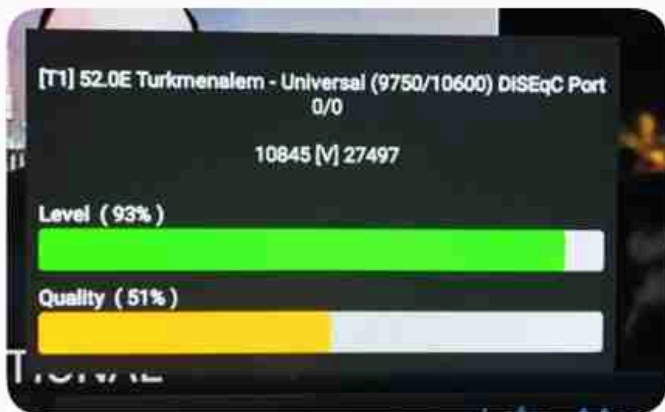 [T1] 52.0E Turkmenalem - Universal (9750/10600) DiSEqC Port
0/0
10845 [V] 27497
Level ( 93% )
Quality ( 51% )